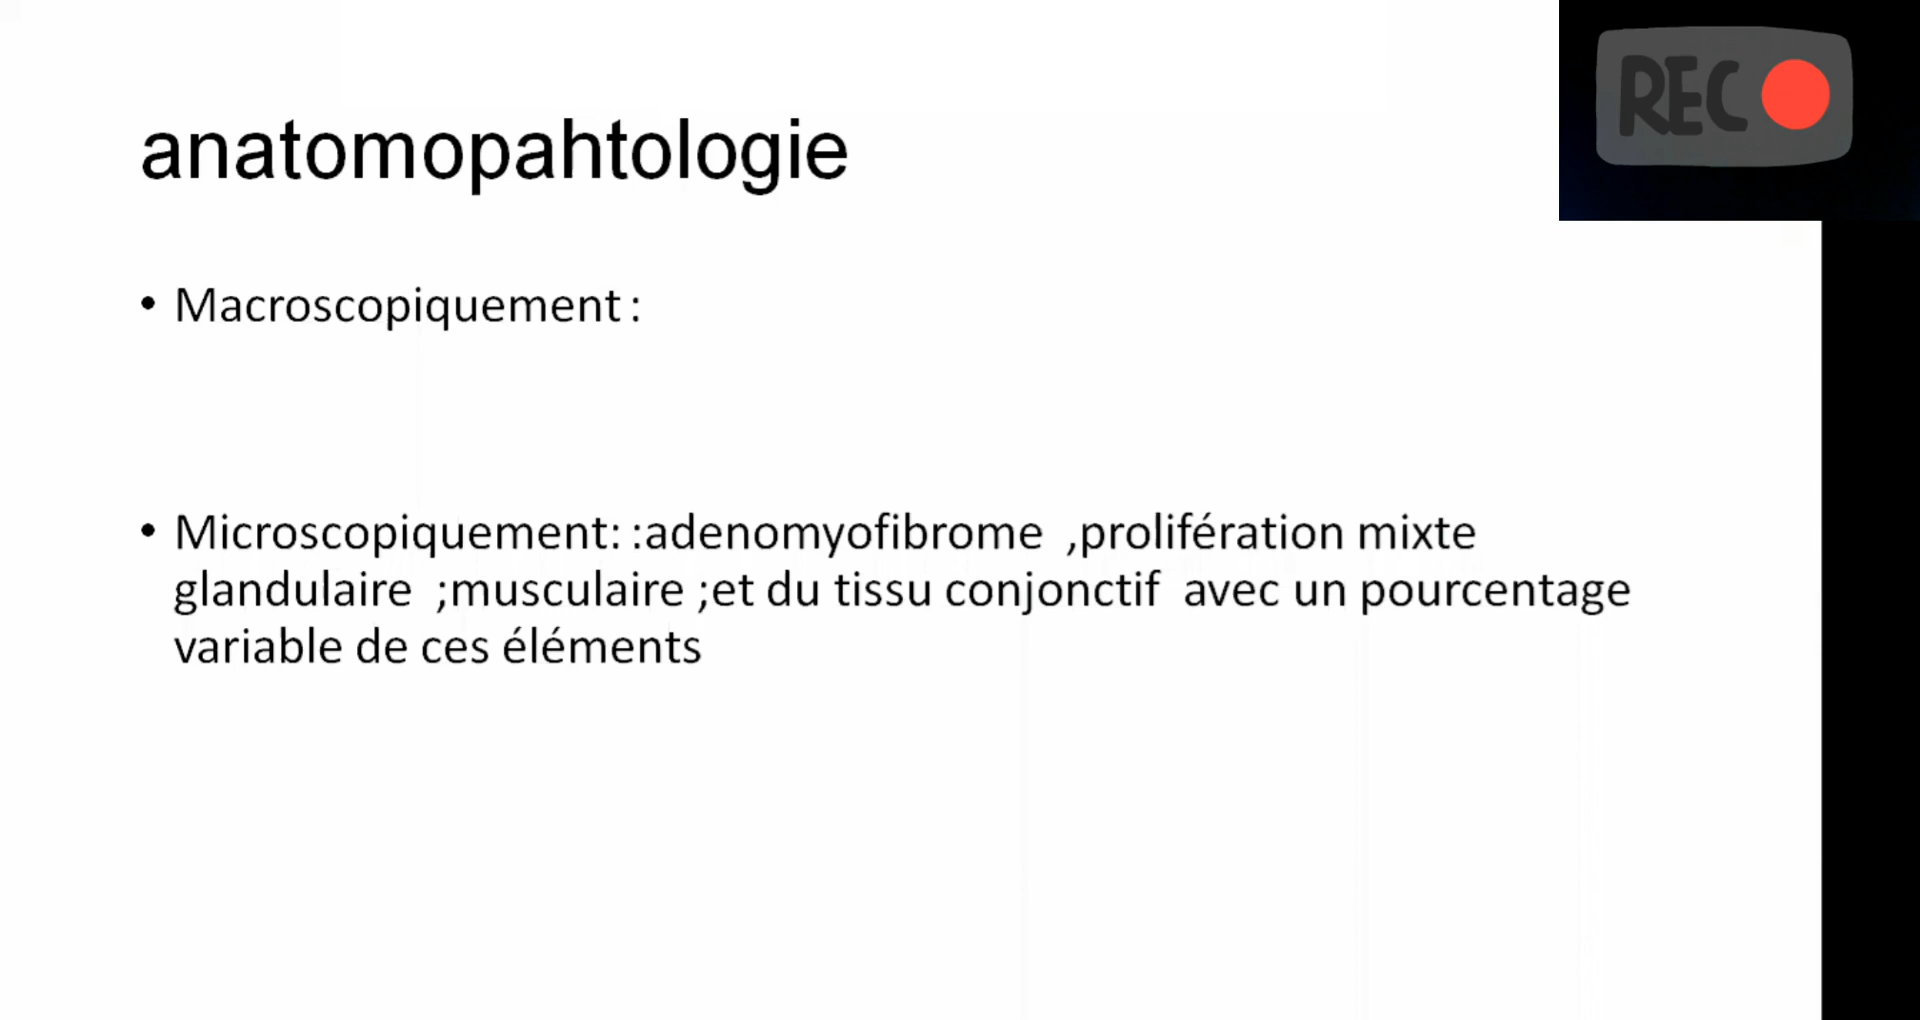 REC
anatomopahtologie
• Macroscopiquement :
• Microscopiquement: :adenomyofibrome ,prolifération mixte
glandulaire ;musculaire ;et du tissu conjonctif avec un pourcentage
variable de ces éléments